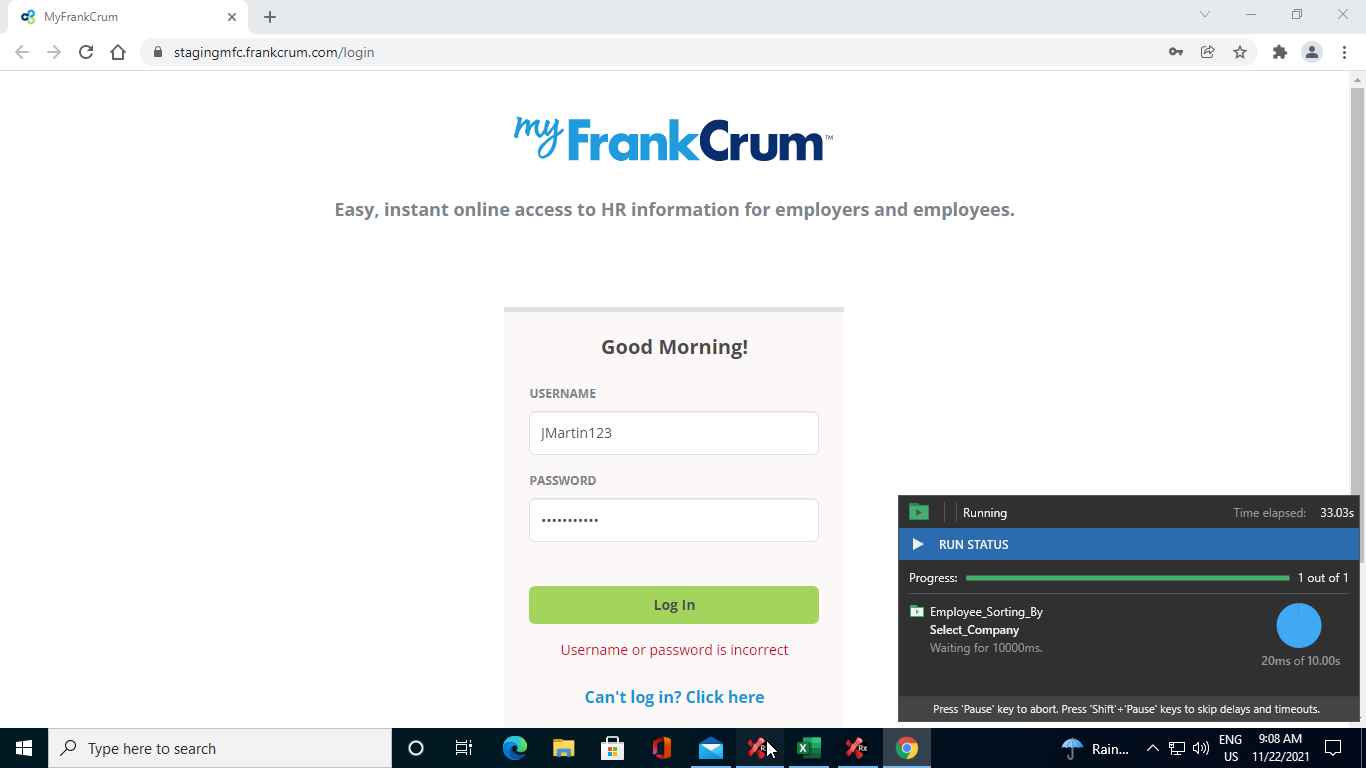 MyFrankCrum
stagingmfc.frankcrum.com/login
my FrankCrum™
Easy, instant online access to HR information for employers and employees.
Good Morning!
USERNAME
JMartin123
PASSWORD
•••••••••••
Log In
Username or password is incorrect
Can't log in? Click here
Running
Time elapsed: 33.03s
RUN STATUS
Progress: 1 out of 1
Employee_Sorting_By
Select_Company
Waiting for 10000ms.
20ms of 10.00s
Press 'Pause' key to abort. Press 'Shift'+'Pause' keys to skip delays and timeouts.
Type here to search
Rain...
ENG
US
9:08 AM
11/22/2021